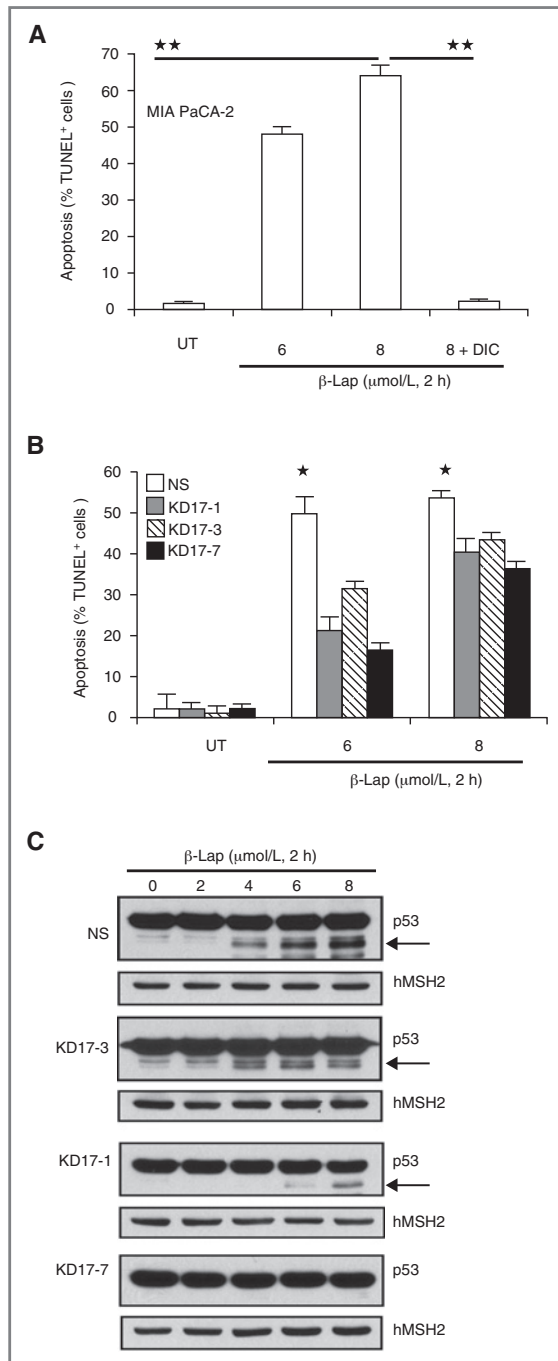 A
★★ ★★
70
60
50
40
30
20
10
0
Apoptosis (% TUNEL⁺ cells)
MIA PaCA-2
UT 6 8 8 + DIC
β-Lap (μmol/L, 2 h)
B
60
50
40
30
20
10
0
Apoptosis (% TUNEL⁺ cells)
NS
KD17-1
KD17-3
KD17-7
★ ★
UT 6 8
β-Lap (μmol/L, 2 h)
C
β-Lap (μmol/L, 2 h)
0 2 4 6 8
NS p53
hMSH2
KD17-3 p53
hMSH2
KD17-1 p53
hMSH2
KD17-7 p53
hMSH2